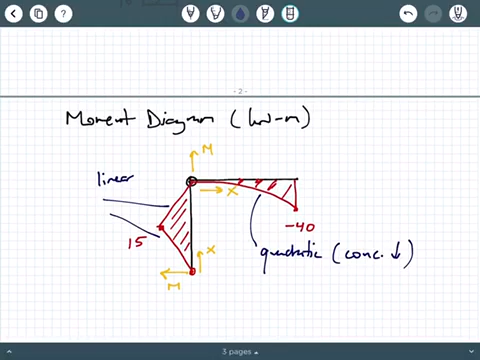 ?
- 2 -
Moment Diagram (kN-m)
M
linear
x
15
-40
x
quadratic (conc. ↓)
M
3 pages